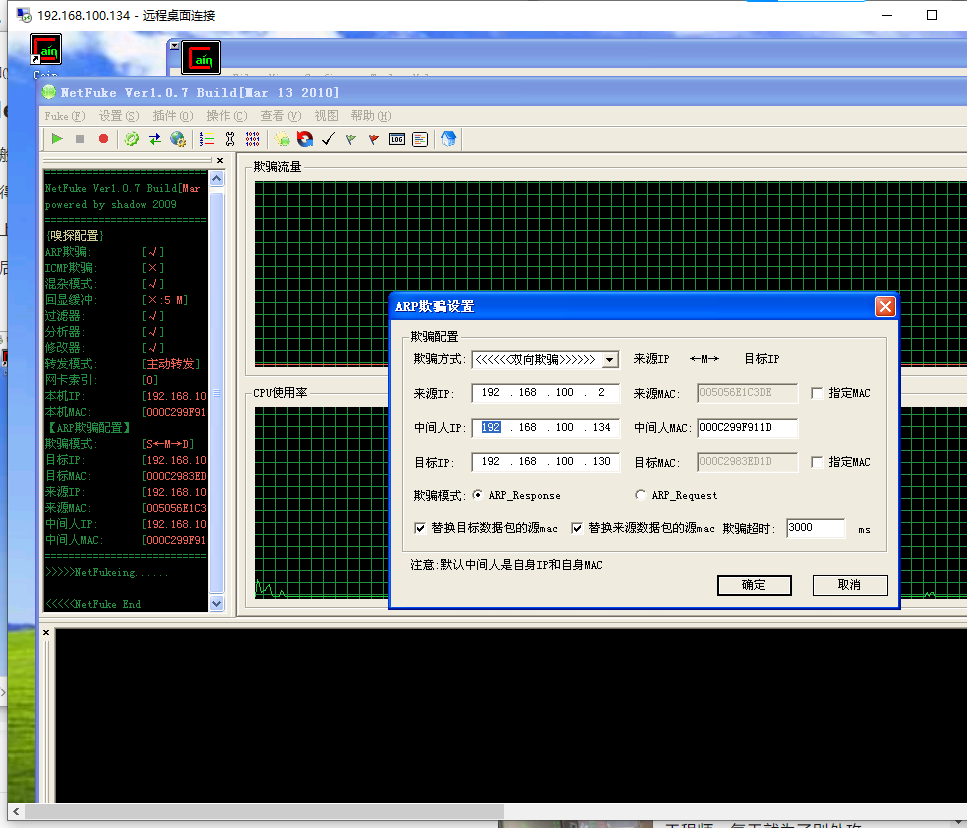 192.168.100.134 - 远程桌面连接
Cain
NetFuke Ver1.0.7 Build[Mar 13 2010]
Fuke(F) 设置(S) 插件(O) 操作(C) 查看(V) 视图 帮助(H)
LOG
NetFuke Ver1.0.7 Build[Mar
powered by shadow 2009
{嗅探配置}
ARP欺骗: [√]
ICMP欺骗: [×]
混杂模式: [√]
回显缓冲: [×:5 M]
过滤器: [√]
分析器: [√]
修改器: [√]
转发模式: [主动转发]
网卡索引: [0]
本机IP: [192.168.10
本机MAC: [000C299F91
【ARP欺骗配置】
欺骗模式: [S←M→D]
目标IP: [192.168.10
目标MAC: [000C2983ED
来源IP: [192.168.10
来源MAC: [005056E1C3
中间人IP: [192.168.10
中间人MAC: [000C299F91
>>>>>NetFukeing......
<<<<<NetFuke End
欺骗流量
CPU使用率
ARP欺骗设置
欺骗配置
欺骗方式: <<<<<<双向欺骗>>>>>> 来源IP ←M→ 目标IP
来源IP: 192 . 168 . 100 . 2 来源MAC: 005056E1C3DE 指定MAC
中间人IP: 192 . 168 . 100 . 134 中间人MAC: 000C299F911D
目标IP: 192 . 168 . 100 . 130 目标MAC: 000C2983ED1D 指定MAC
欺骗模式: ARP_Response ARP_Request
替换目标数据包的源mac 替换来源数据包的源mac 欺骗超时: 3000 ms
注意:默认中间人是自身IP和自身MAC
确定 取消